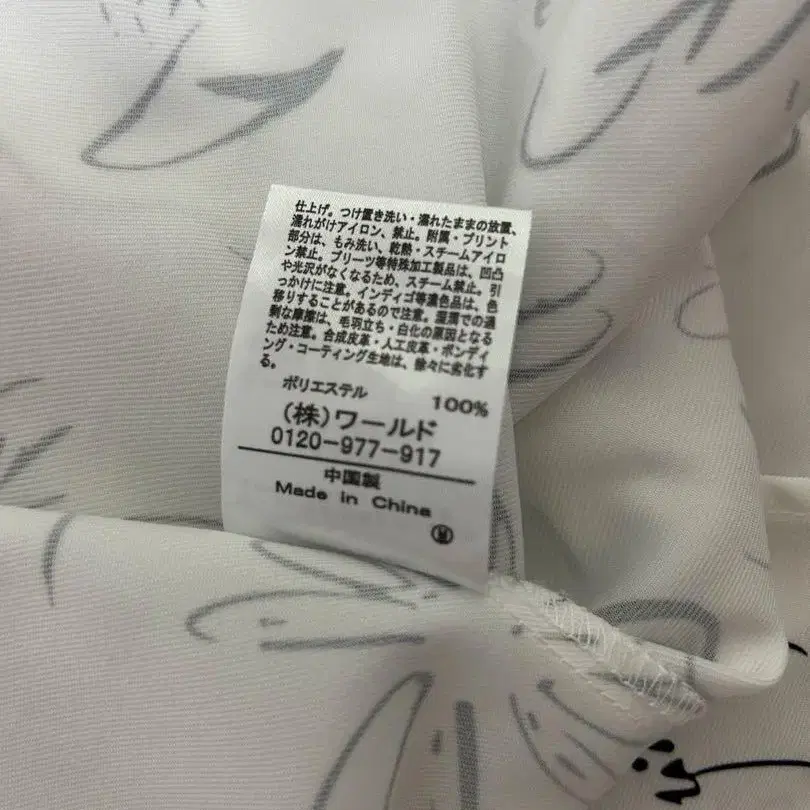 仕上げ。つけ置き洗い・濡れたままの放置、
濡れがけアイロン、禁止。附属・プリント
部分は、もみ洗い、乾熱・スチームアイロ
ン禁止。プリーツ等特殊加工製品は、凹凸
や光沢がなくなるため、スチーム禁止。引
っかけに注意。インディゴ等濃色品は、色
移りすることがあるので注意。湿潤での過
剰な摩擦は、毛羽立ち・白化の原因となる
ため注意。合成皮革・人工皮革・ボンディ
ング・コーティング生地は、徐々に劣化す
る。
ポリエステル 100%
(株)ワールド
0120-977-917
中国製
Made in China